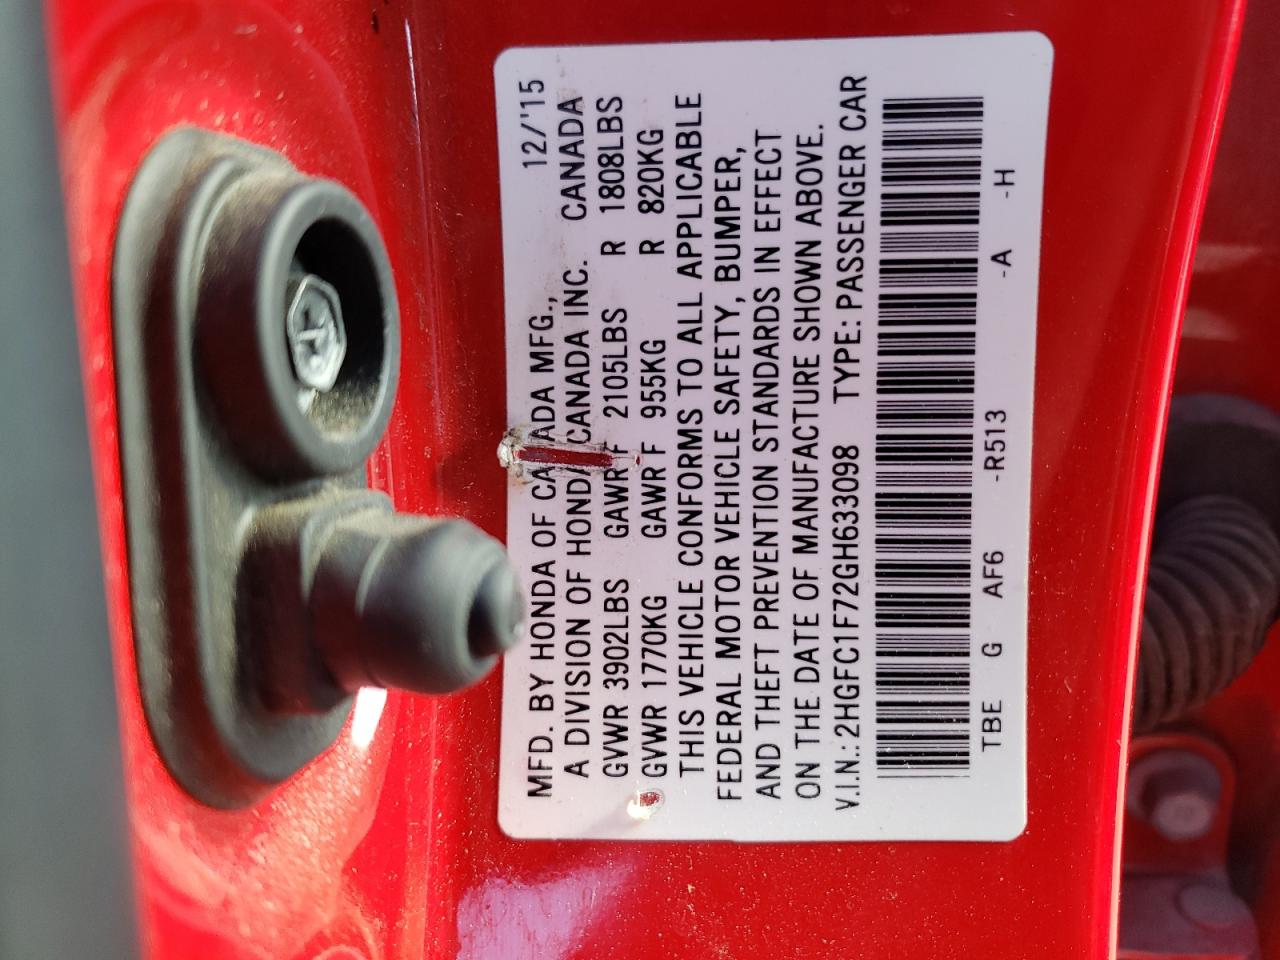 MFD. BY HONDA OF CANADA MFG., 12/'15
A DIVISION OF HONDA CANADA INC. CANADA
GVWR 3902LBS GAWR F 2105LBS R 1808LBS
GVWR 1770KG GAWR F 955KG R 820KG
THIS VEHICLE CONFORMS TO ALL APPLICABLE
FEDERAL MOTOR VEHICLE SAFETY, BUMPER,
AND THEFT PREVENTION STANDARDS IN EFFECT
ON THE DATE OF MANUFACTURE SHOWN ABOVE.
V.I.N.: 2HGFC1F72GH633098 TYPE: PASSENGER CAR
TBE G AF6 -R513 -A -H